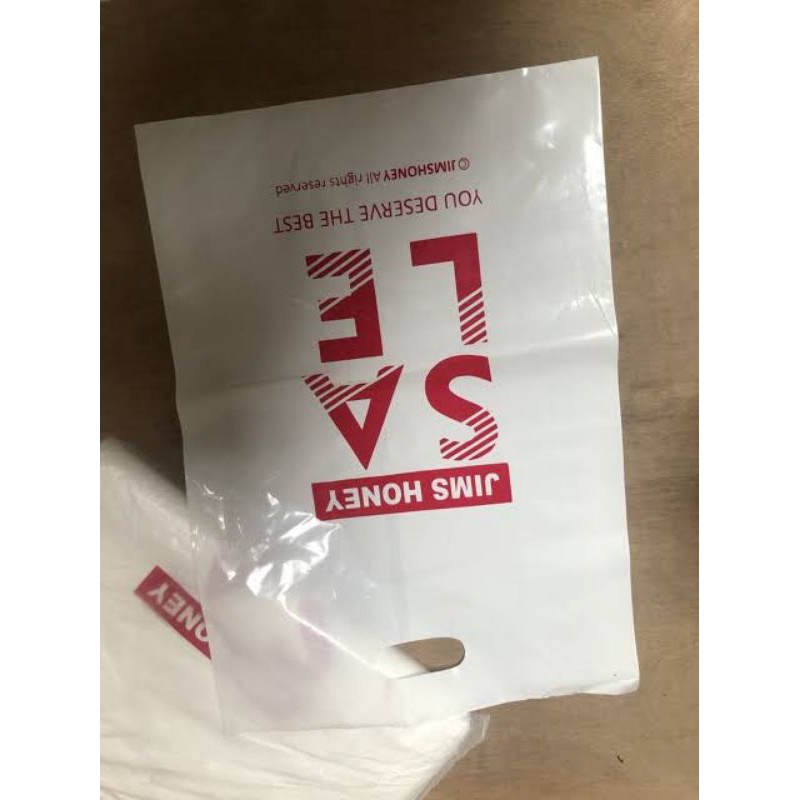 JIMS HONEY
SA
LE
YOU DESERVE THE BEST
©JIMSHONEY All rights reserved
ONEY